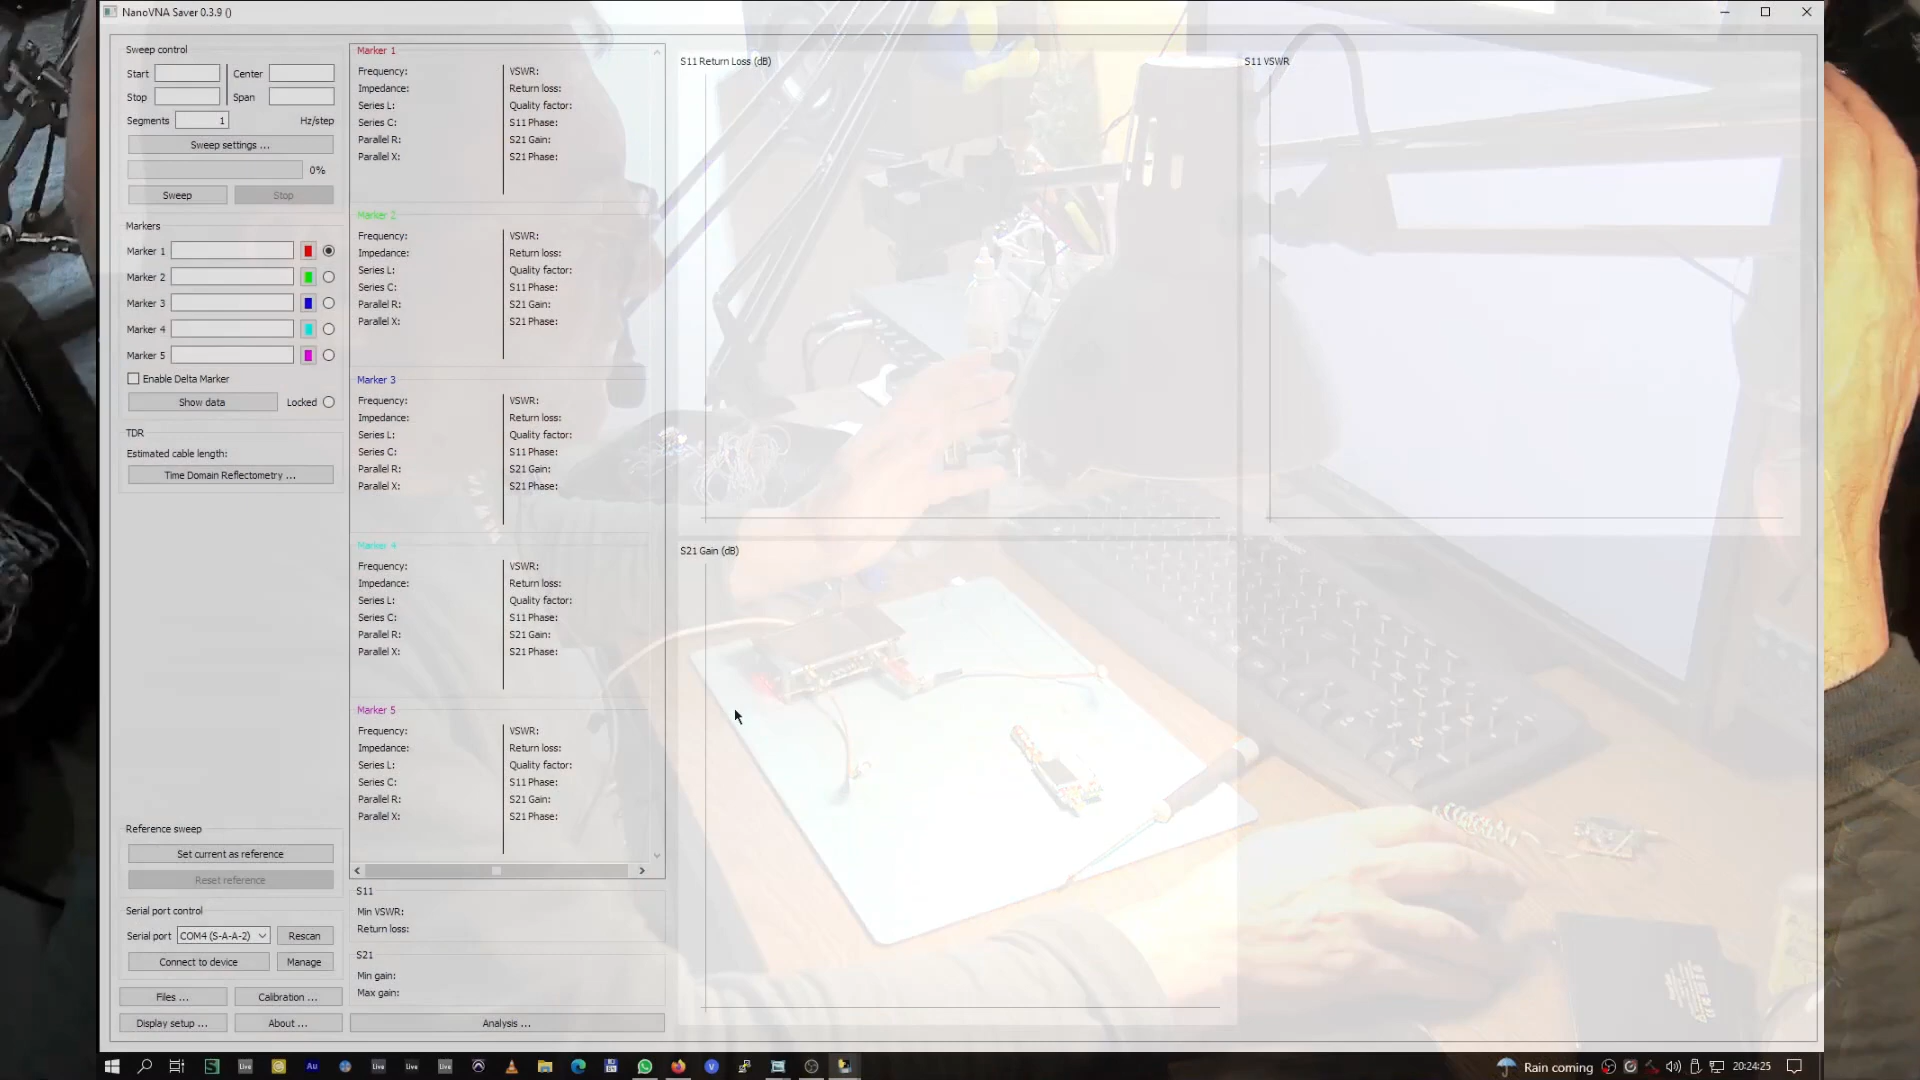 NanoVNA Saver 0.3.9 ()
Sweep control
Start
Center
Stop
Span
Segments 1 Hz/step
Sweep settings ...
0%
Sweep
Stop
Markers
Marker 1
Marker 2
Marker 3
Marker 4
Marker 5
Enable Delta Marker
Show data
Locked
TDR
Estimated cable length:
Time Domain Reflectometry ...
Reference sweep
Set current as reference
Reset reference
Serial port control
Serial port COM4 (S-A-A-2)
Rescan
Connect to device
Manage
Files ...
Calibration ...
Display setup ...
About ...
Marker 1
Frequency: VSWR:
Impedance: Return loss:
Series L: Quality factor:
Series C: S11 Phase:
Parallel R: S21 Gain:
Parallel X: S21 Phase:
Marker 2
Frequency: VSWR:
Impedance: Return loss:
Series L: Quality factor:
Series C: S11 Phase:
Parallel R: S21 Gain:
Parallel X: S21 Phase:
Marker 3
Frequency: VSWR:
Impedance: Return loss:
Series L: Quality factor:
Series C: S11 Phase:
Parallel R: S21 Gain:
Parallel X: S21 Phase:
Marker 4
Frequency: VSWR:
Impedance: Return loss:
Series L: Quality factor:
Series C: S11 Phase:
Parallel R: S21 Gain:
Parallel X: S21 Phase:
Marker 5
Frequency: VSWR:
Impedance: Return loss:
Series L: Quality factor:
Series C: S11 Phase:
Parallel R: S21 Gain:
Parallel X: S21 Phase:
S11
Min VSWR:
Return loss:
S21
Min gain:
Max gain:
Analysis ...
S11 Return Loss (dB)
S11 VSWR
S21 Gain (dB)
Live
Au
Live
Live
Live
Rain coming
20:24:25